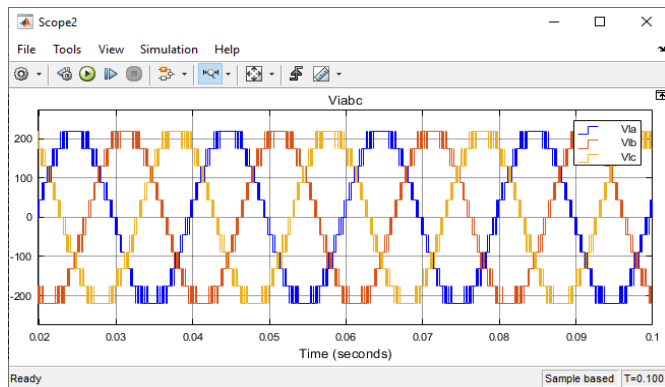 Scope2
File Tools View Simulation Help
Viabc
VIa
VIb
VIc
200
100
0
-100
-200
0.02 0.03 0.04 0.05 0.06 0.07 0.08 0.09 0.1
Time (seconds)
Ready Sample based T=0.100